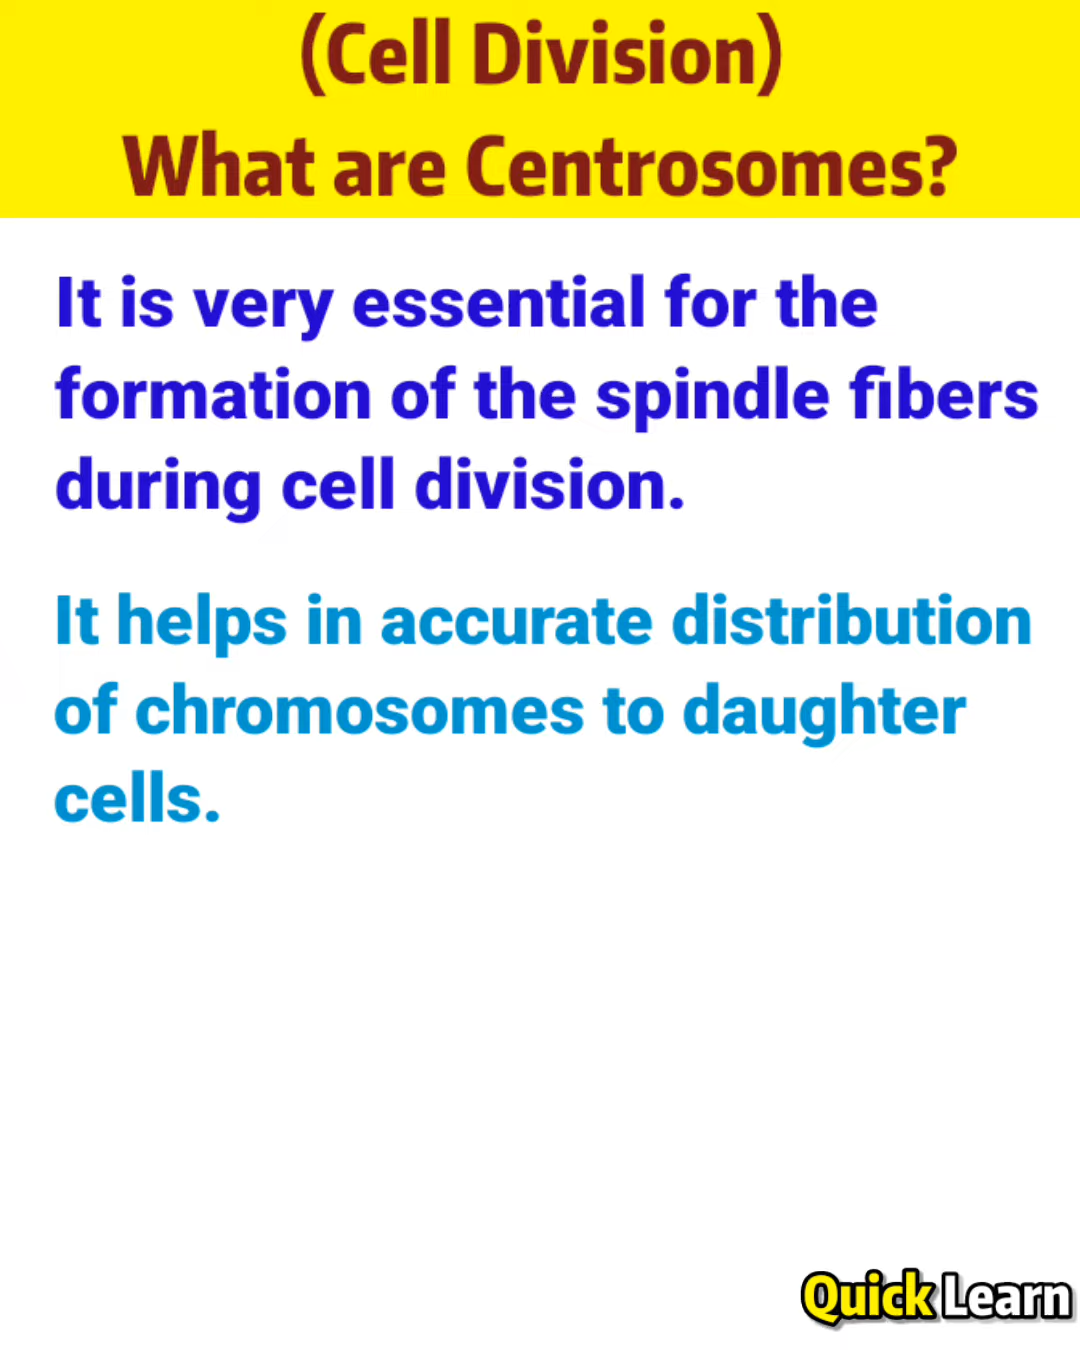 (Cell Division)
What are Centrosomes?
It is very essential for the
formation of the spindle fibers
during cell division.
It helps in accurate distribution
of chromosomes to daughter
cells.
Quick Learn